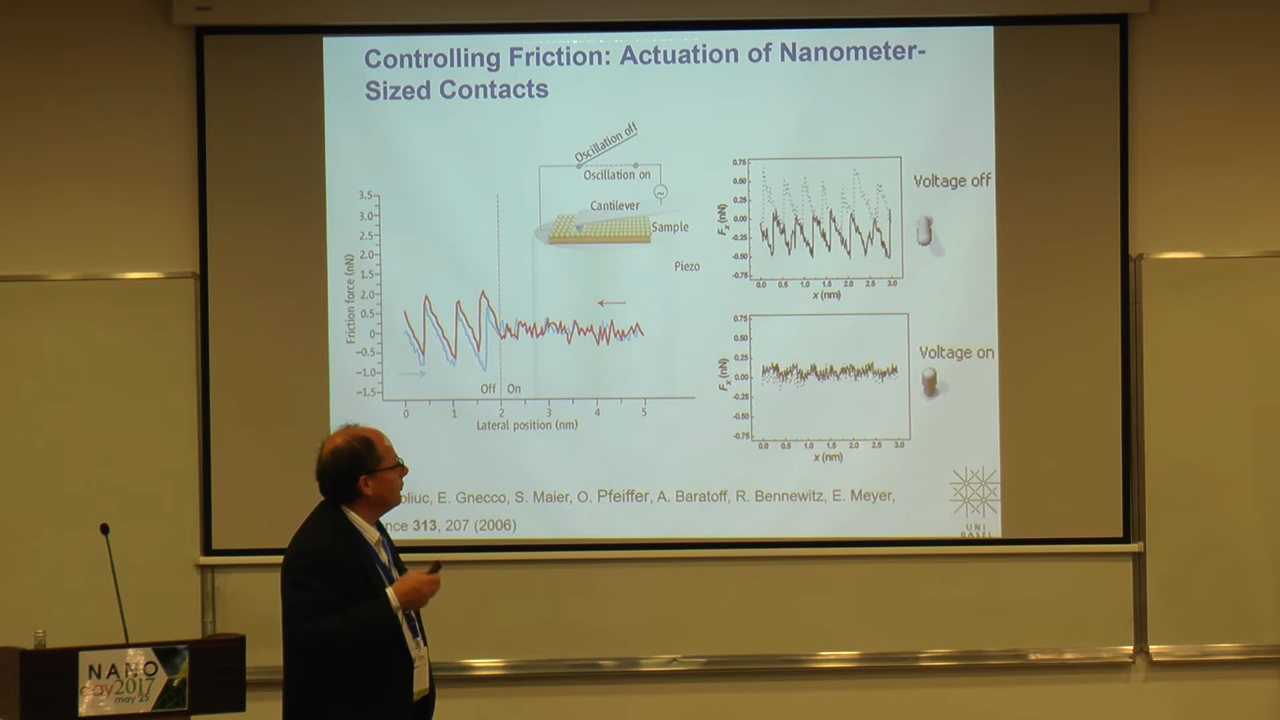 Controlling Friction: Actuation of Nanometer-
Sized Contacts
Oscillation off
Oscillation on
Cantilever
Sample
Piezo
Friction force (nN)
3.5
3.0
2.5
2.0
1.5
2.0
0.5
0
−0.5
−1.0
−1.5
Off On
0 1 2 3 4 5
Lateral position (nm)
Fx (nN)
0.75
0.50
0.25
0.00
-0.25
-0.50
-0.75
0.0 0.5 1.0 1.5 2.0 2.5 3.0
x (nm)
Voltage off
Fx (nN)
0.75
0.50
0.25
0.00
-0.25
-0.50
-0.75
0.0 0.5 1.0 1.5 2.0 2.5 3.0
x (nm)
Voltage on
oliuc, E. Gnecco, S. Maier, O. Pfeiffer, A. Baratoff, R. Bennewitz, E. Meyer,
nce 313, 207 (2006)
UNI
BASEL
NANO
day2017
may 25